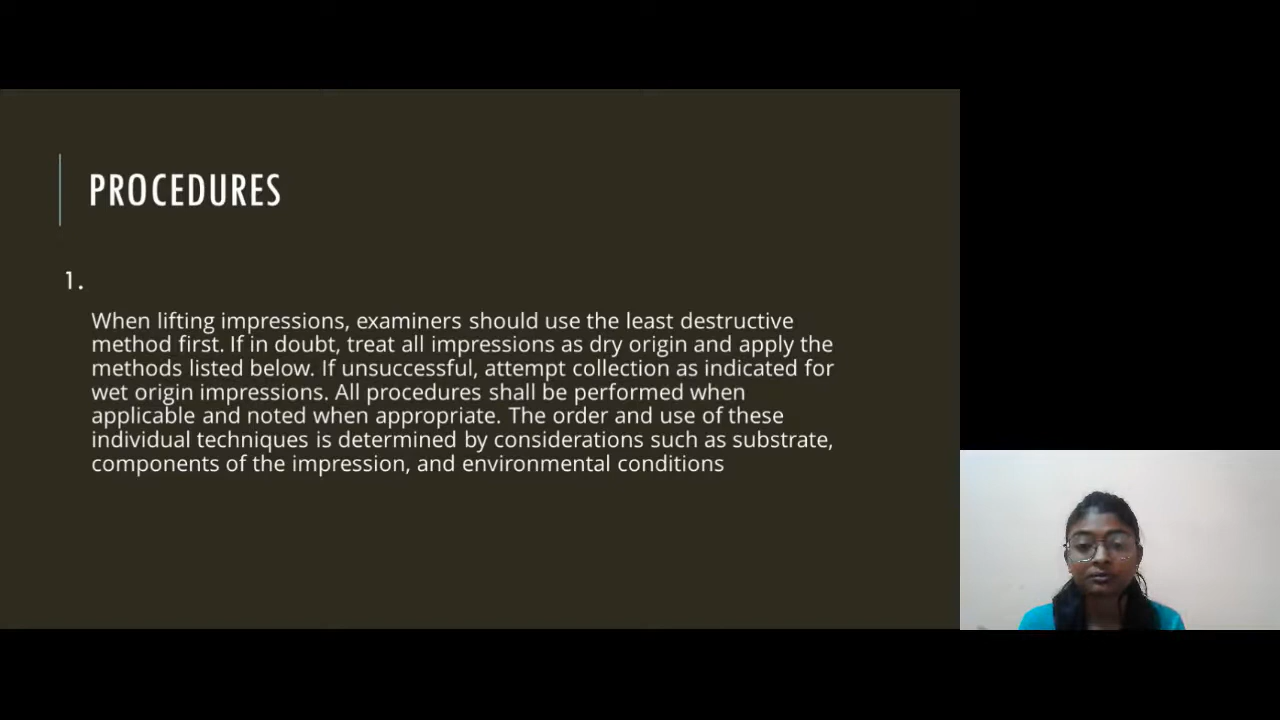 PROCEDURES
1.
When lifting impressions, examiners should use the least destructive
method first. If in doubt, treat all impressions as dry origin and apply the
methods listed below. If unsuccessful, attempt collection as indicated for
wet origin impressions. All procedures shall be performed when
applicable and noted when appropriate. The order and use of these
individual techniques is determined by considerations such as substrate,
components of the impression, and environmental conditions